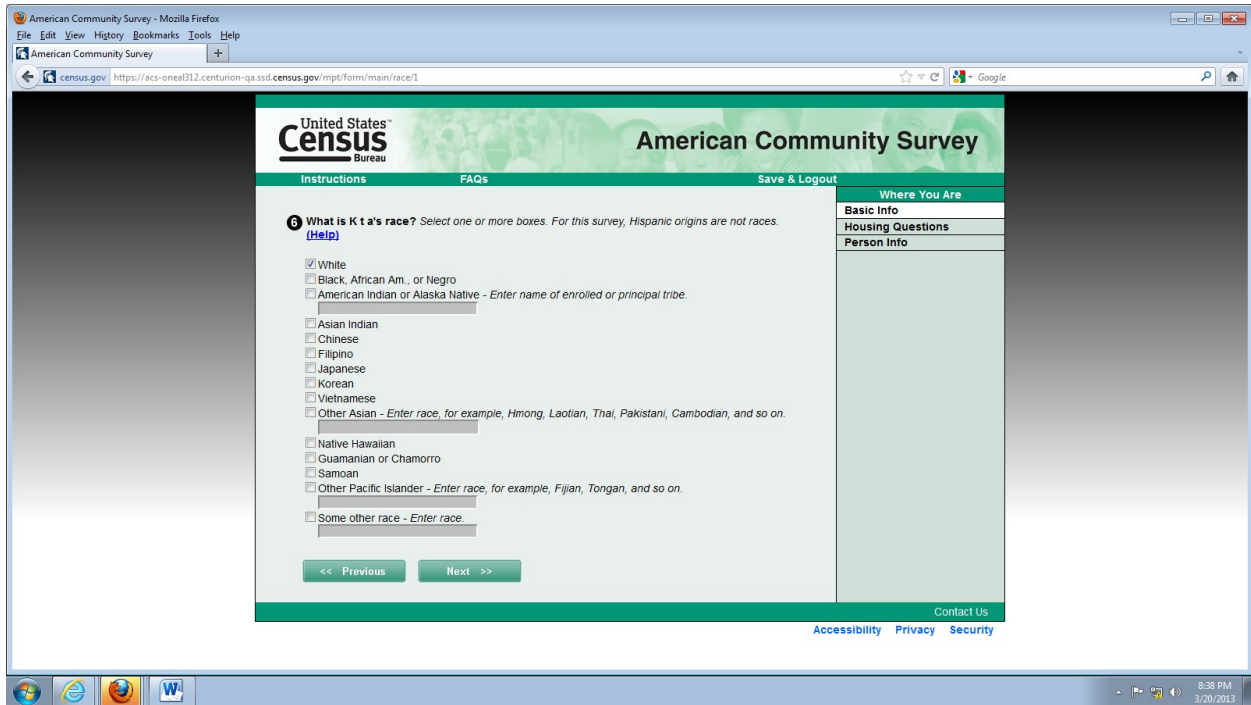 American Community Survey - Mozilla Firefox
File Edit View History Bookmarks Tools Help
American Community Survey +
census.gov https://acs-oneal312.centurion-qa.ssd.census.gov/mpt/form/main/race/1 Google
United States™
Census
Bureau
American Community Survey
Instructions FAQs Save & Logout
Where You Are
Basic Info
Housing Questions
Person Info
6 What is K t a's race? Select one or more boxes. For this survey, Hispanic origins are not races.
(Help)
White
Black, African Am., or Negro
American Indian or Alaska Native - Enter name of enrolled or principal tribe.
Asian Indian
Chinese
Filipino
Japanese
Korean
Vietnamese
Other Asian - Enter race, for example, Hmong, Laotian, Thai, Pakistani, Cambodian, and so on.
Native Hawaiian
Guamanian or Chamorro
Samoan
Other Pacific Islander - Enter race, for example, Fijian, Tongan, and so on.
Some other race - Enter race.
<< Previous Next >>
Contact Us
Accessibility Privacy Security
8:38 PM
3/20/2013